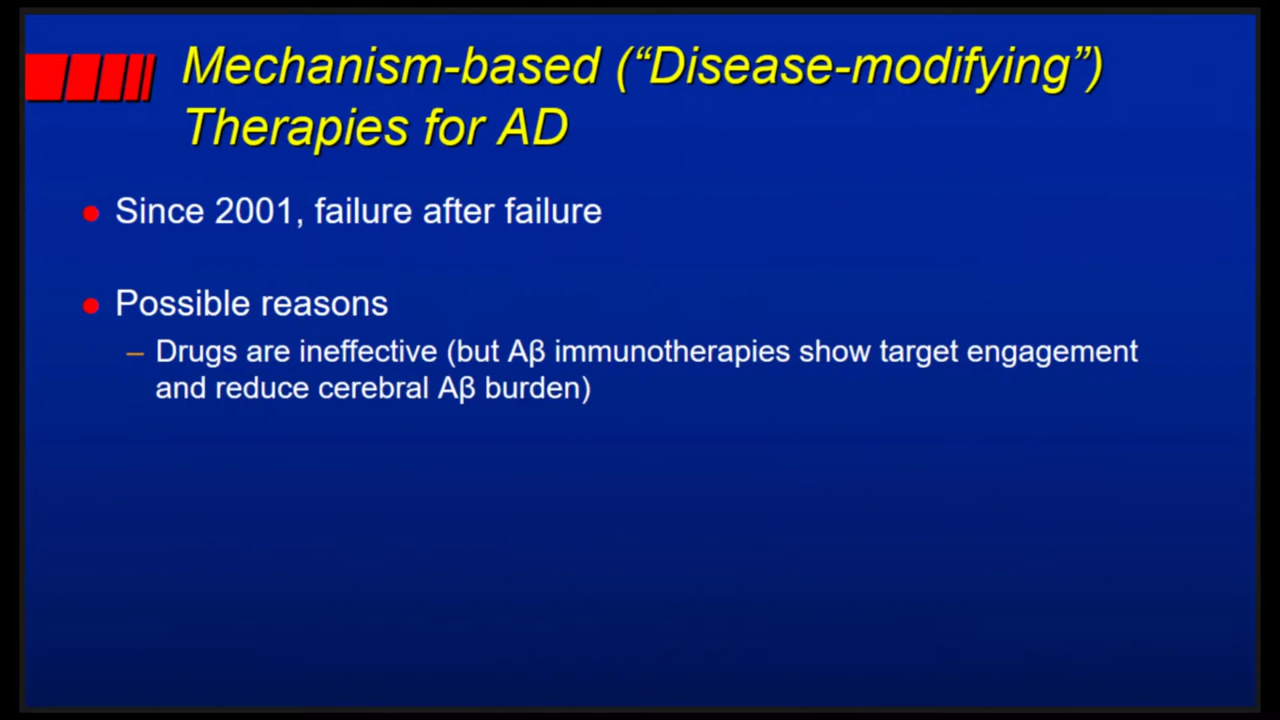 Mechanism-based (“Disease-modifying”)
Therapies for AD
● Since 2001, failure after failure
● Possible reasons
– Drugs are ineffective (but Aβ immunotherapies show target engagement
and reduce cerebral Aβ burden)